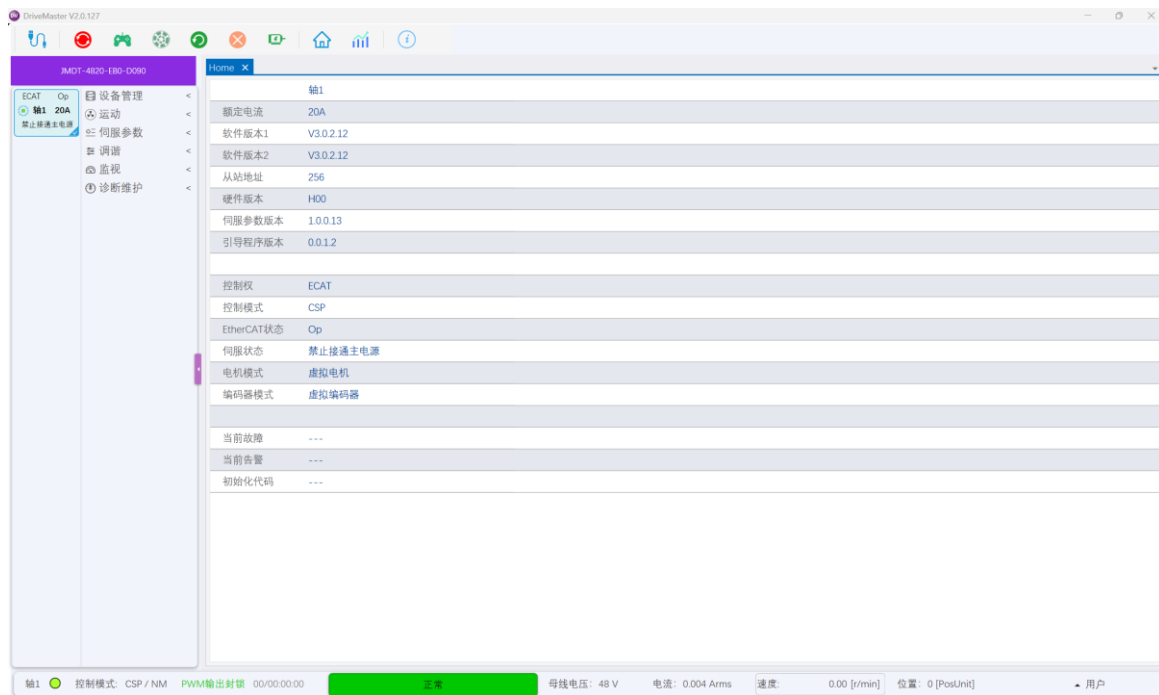 DriveMaster V2.0.127
JMDT-4820-EB0-D090
ECAT Op
轴1 20A
禁止接通主电源
设备管理 <
运动 <
伺服参数 <
调谐 <
监视 <
诊断维护 <
Home ×
轴1
额定电流 20A
软件版本1 V3.0.2.12
软件版本2 V3.0.2.12
从站地址 256
硬件版本 H00
伺服参数版本 1.0.0.13
引导程序版本 0.0.1.2
控制权 ECAT
控制模式 CSP
EtherCAT状态 Op
伺服状态 禁止接通主电源
电机模式 虚拟电机
编码器模式 虚拟编码器
当前故障 ---
当前告警 ---
初始化代码 ---
轴1 控制模式: CSP / NM PWM输出封锁 00/00:00:00 正常 母线电压: 48 V 电流: 0.004 Arms 速度: 0.00 [r/min] 位置: 0 [PosUnit] 用户